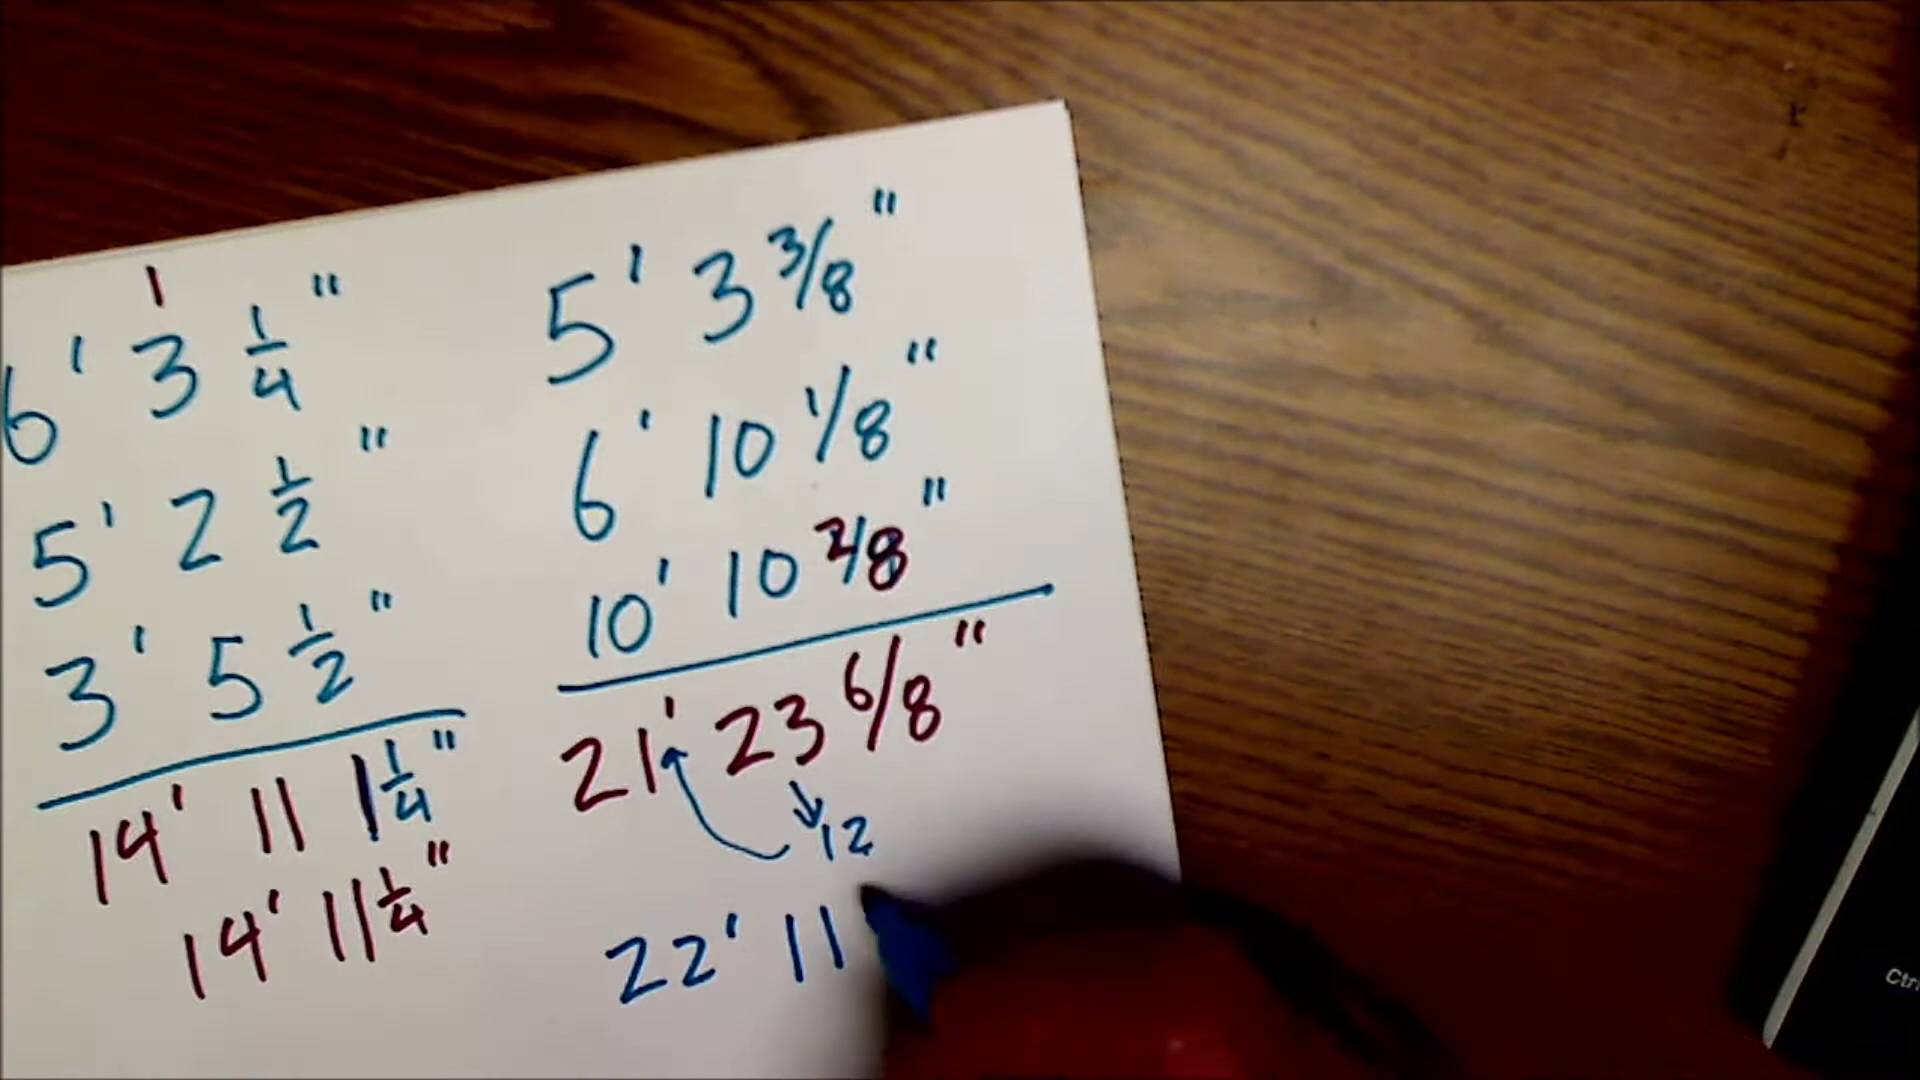 1
6' 3 1/4"
5' 2 1/2"
3' 5 1/2"
14' 11 1 1/4"
14' 11 1/4"
5' 3 3/8"
6' 10 1/8"
10' 10 2/8"
21' 23 6/8"
12
22' 11
Ctrl